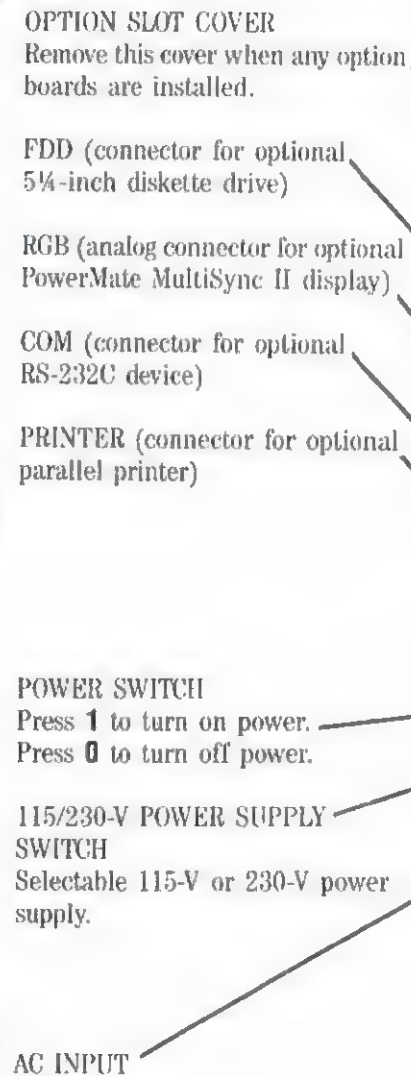 OPTION SLOT COVER
Remove this cover when any option
boards are installed.
FDD (connector for optional
5¼-inch diskette drive)
RGB (analog connector for optional
PowerMate MultiSync II display)
COM (connector for optional
RS-232C device)
PRINTER (connector for optional
parallel printer)
POWER SWITCH
Press 1 to turn on power.
Press 0 to turn off power.
115/230-V POWER SUPPLY
SWITCH
Selectable 115-V or 230-V power
supply.
AC INPUT